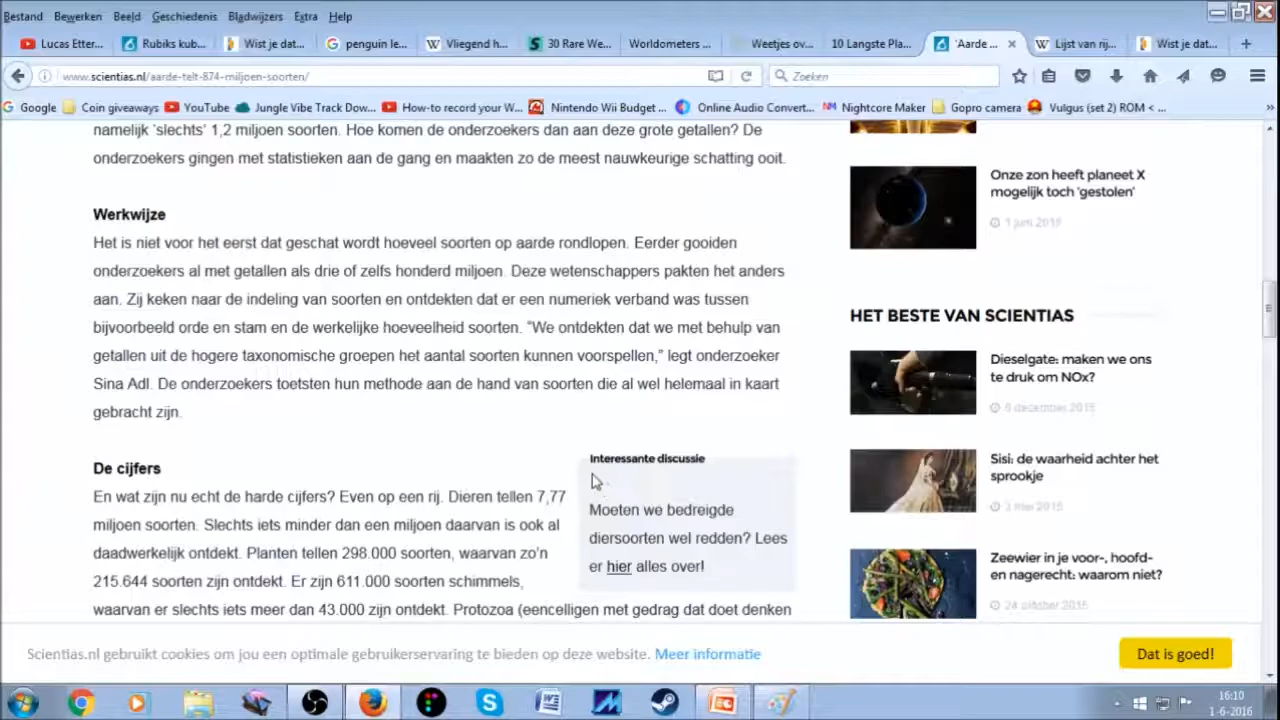 Bestand Bewerken Beeld Geschiedenis Bladwijzers Extra Help
Lucas Etter... Rubiks kub... Wist je dat... penguin le... Vliegend h... 30 Rare We... Worldometers ... Weetjes ov... 10 Langste Pla... 'Aarde ... Lijst van rij... Wist je dat...
www.scientias.nl/aarde-telt-874-miljoen-soorten/ Zoeken
Google Coin giveaways YouTube Jungle Vibe Track Dow... How-to record your W... Nintendo Wii Budget ... Online Audio Convert... Nightcore Maker Gopro camera Vulgus (set 2) ROM < ...
namelijk 'slechts' 1,2 miljoen soorten. Hoe komen de onderzoekers dan aan deze grote getallen? De
onderzoekers gingen met statistieken aan de gang en maakten zo de meest nauwkeurige schatting ooit.
Werkwijze
Het is niet voor het eerst dat geschat wordt hoeveel soorten op aarde rondlopen. Eerder gooiden
onderzoekers al met getallen als drie of zelfs honderd miljoen. Deze wetenschappers pakten het anders
aan. Zij keken naar de indeling van soorten en ontdekten dat er een numeriek verband was tussen
bijvoorbeeld orde en stam en de werkelijke hoeveelheid soorten. "We ontdekten dat we met behulp van
getallen uit de hogere taxonomische groepen het aantal soorten kunnen voorspellen," legt onderzoeker
Sina Adl. De onderzoekers toetsten hun methode aan de hand van soorten die al wel helemaal in kaart
gebracht zijn.
De cijfers
En wat zijn nu echt de harde cijfers? Even op een rij. Dieren tellen 7,77
miljoen soorten. Slechts iets minder dan een miljoen daarvan is ook al
daadwerkelijk ontdekt. Planten tellen 298.000 soorten, waarvan zo'n
215.644 soorten zijn ontdekt. Er zijn 611.000 soorten schimmels,
waarvan er slechts iets meer dan 43.000 zijn ontdekt. Protozoa (eencelligen met gedrag dat doet denken
Interessante discussie
Moeten we bedreigde
diersoorten wel redden? Lees
er hier alles over!
Onze zon heeft planeet X
mogelijk toch 'gestolen'
1 juni 2016
HET BESTE VAN SCIENTIAS
Dieselgate: maken we ons
te druk om NOx?
6 december 2015
Sisi: de waarheid achter het
sprookje
3 mei 2015
Zeewier in je voor-, hoofd-
en nagerecht: waarom niet?
24 oktober 2015
Scientias.nl gebruikt cookies om jou een optimale gebruikerservaring te bieden op deze website. Meer informatie
Dat is goed!
16:10
1-6-2016